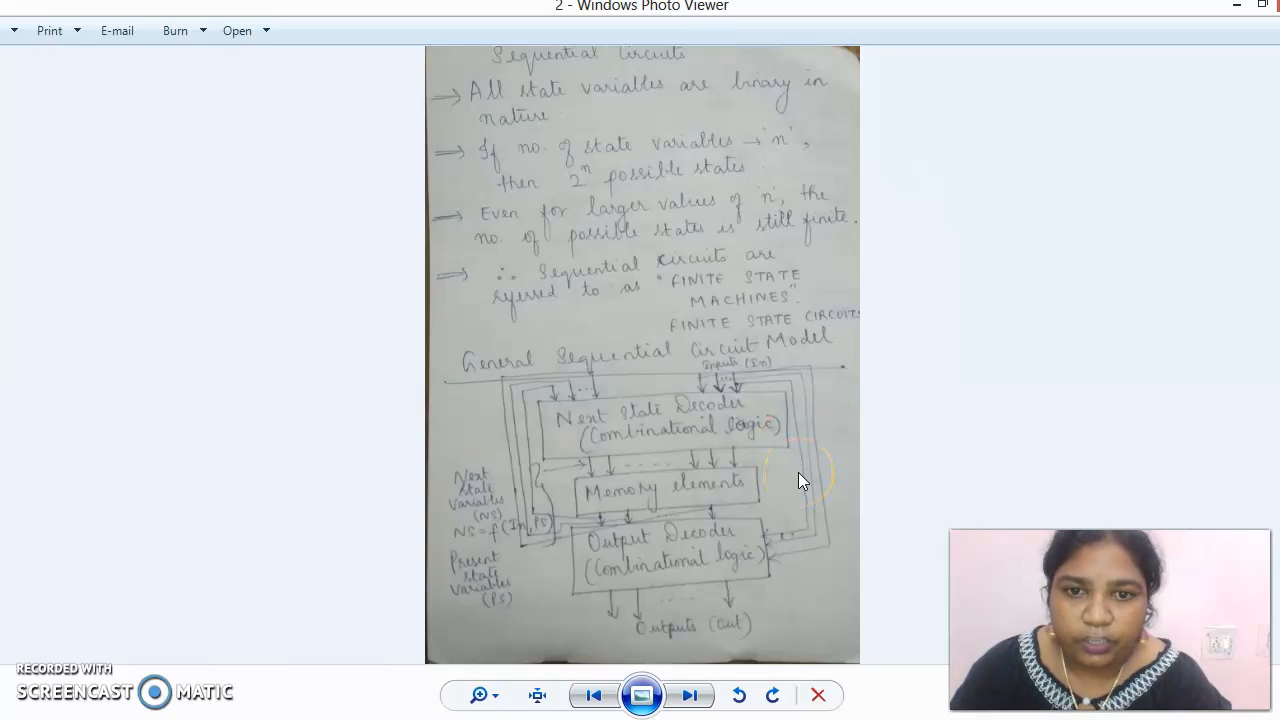 2 - Windows Photo Viewer
Print E-mail Burn Open
Sequential Circuits
⇒ All state variables are binary in
nature.
⇒ If no. of state variables → 'n',
then 2ⁿ possible states
⇒ Even for larger values of 'n', the
no. of possible states is still finite.
⇒ ∴ Sequential circuits are
referred to as "FINITE STATE
MACHINES".
FINITE STATE CIRCUITS
General Sequential Circuit Model
Inputs (In)
Next State Decoder
(Combinational logic)
Memory elements
Next
state
variables
(NS)
NS = f (In, PS)
Output Decoder
(Combinational logic)
Present
state
variables
(PS)
Outputs (Out)
RECORDED WITH
SCREENCAST MATIC